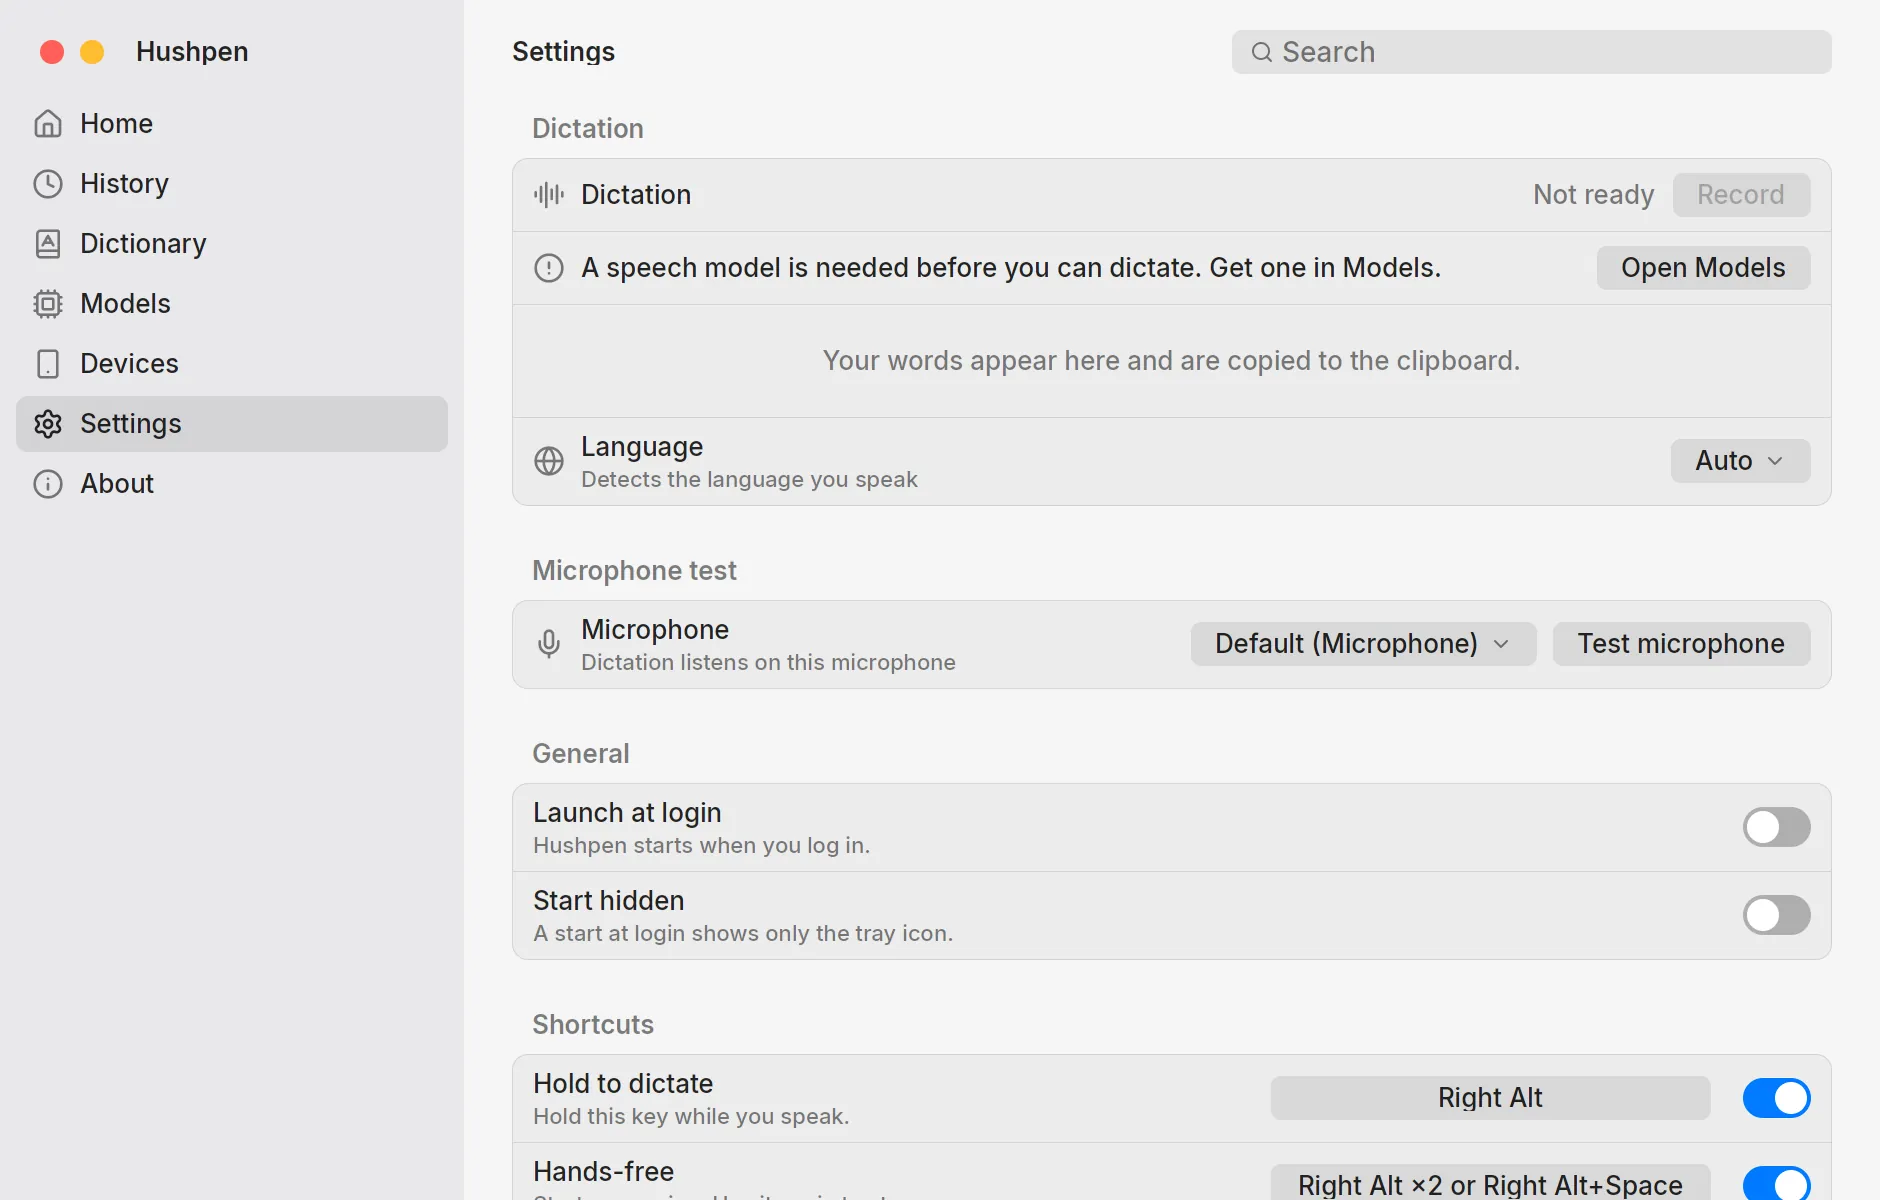 Hushpen
Home
History
Dictionary
Models
Devices
Settings
About
Settings
Search
Dictation
Dictation
Not ready
Record
A speech model is needed before you can dictate. Get one in Models.
Open Models
Your words appear here and are copied to the clipboard.
Language
Detects the language you speak
Auto
Microphone test
Microphone
Dictation listens on this microphone
Default (Microphone)
Test microphone
General
Launch at login
Hushpen starts when you log in.
Start hidden
A start at login shows only the tray icon.
Shortcuts
Hold to dictate
Hold this key while you speak.
Right Alt
Hands-free
Right Alt ×2 or Right Alt+Space